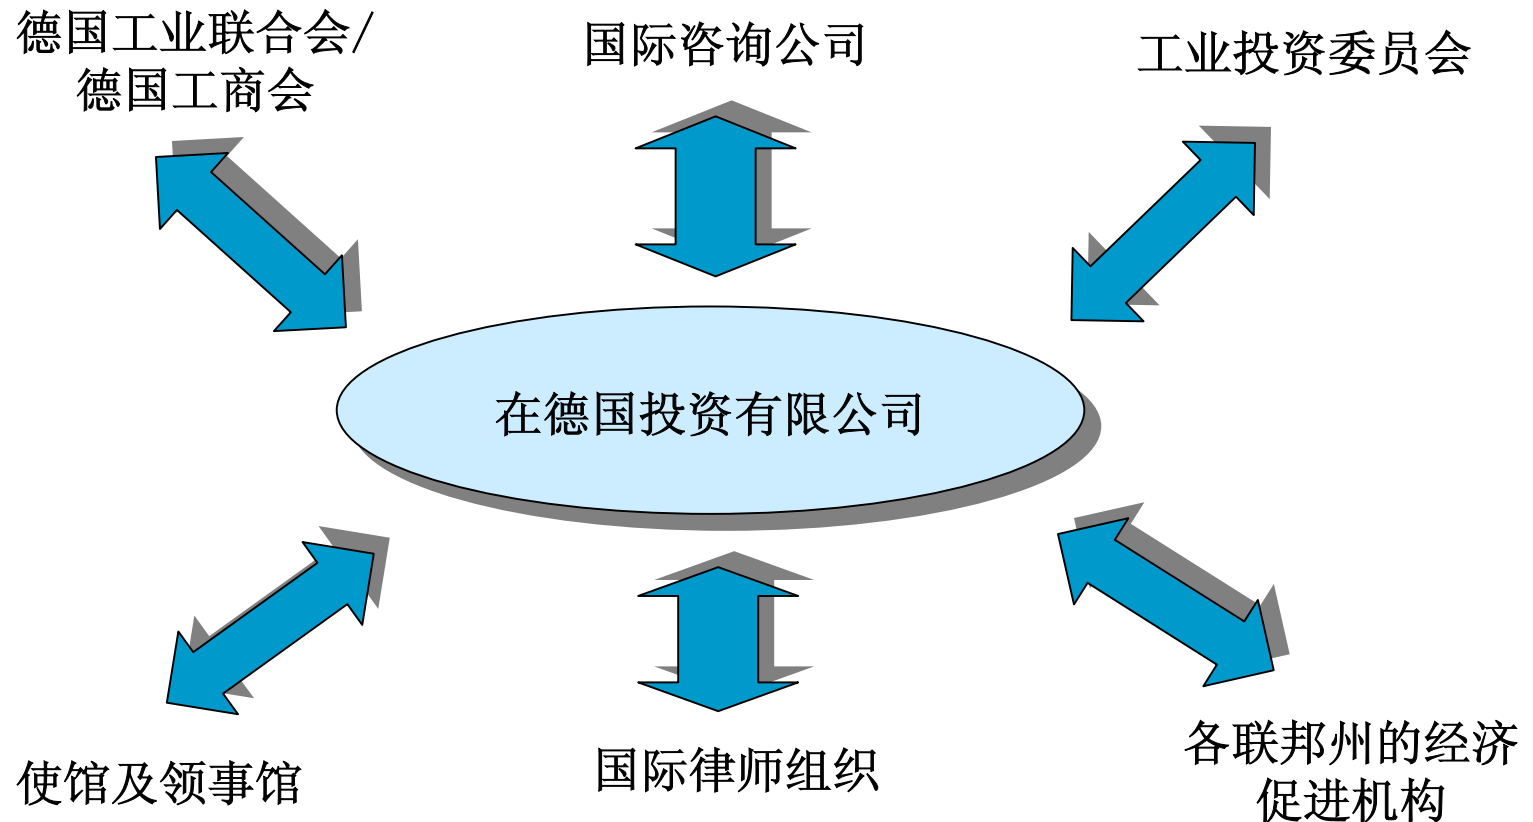 德国工业联合会/
德国工商会
国际咨询公司
工业投资委员会
在德国投资有限公司
使馆及领事馆
国际律师组织
各联邦州的经济
促进机构